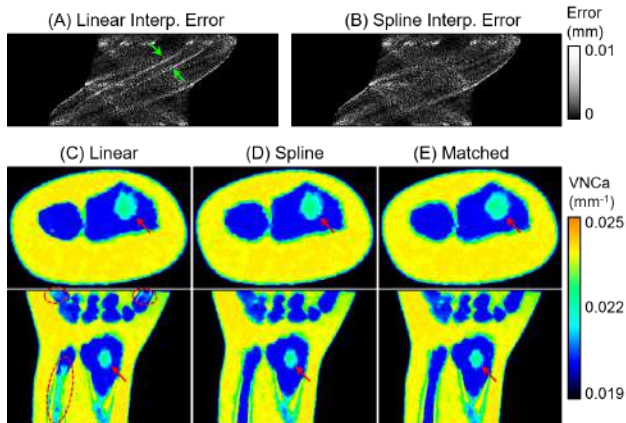 (A) Linear Interp. Error
(B) Spline Interp. Error
Error
(mm)
0.01
0
(C) Linear
(D) Spline
(E) Matched
VNCa
(mm⁻¹)
0.025
0.022
0.019